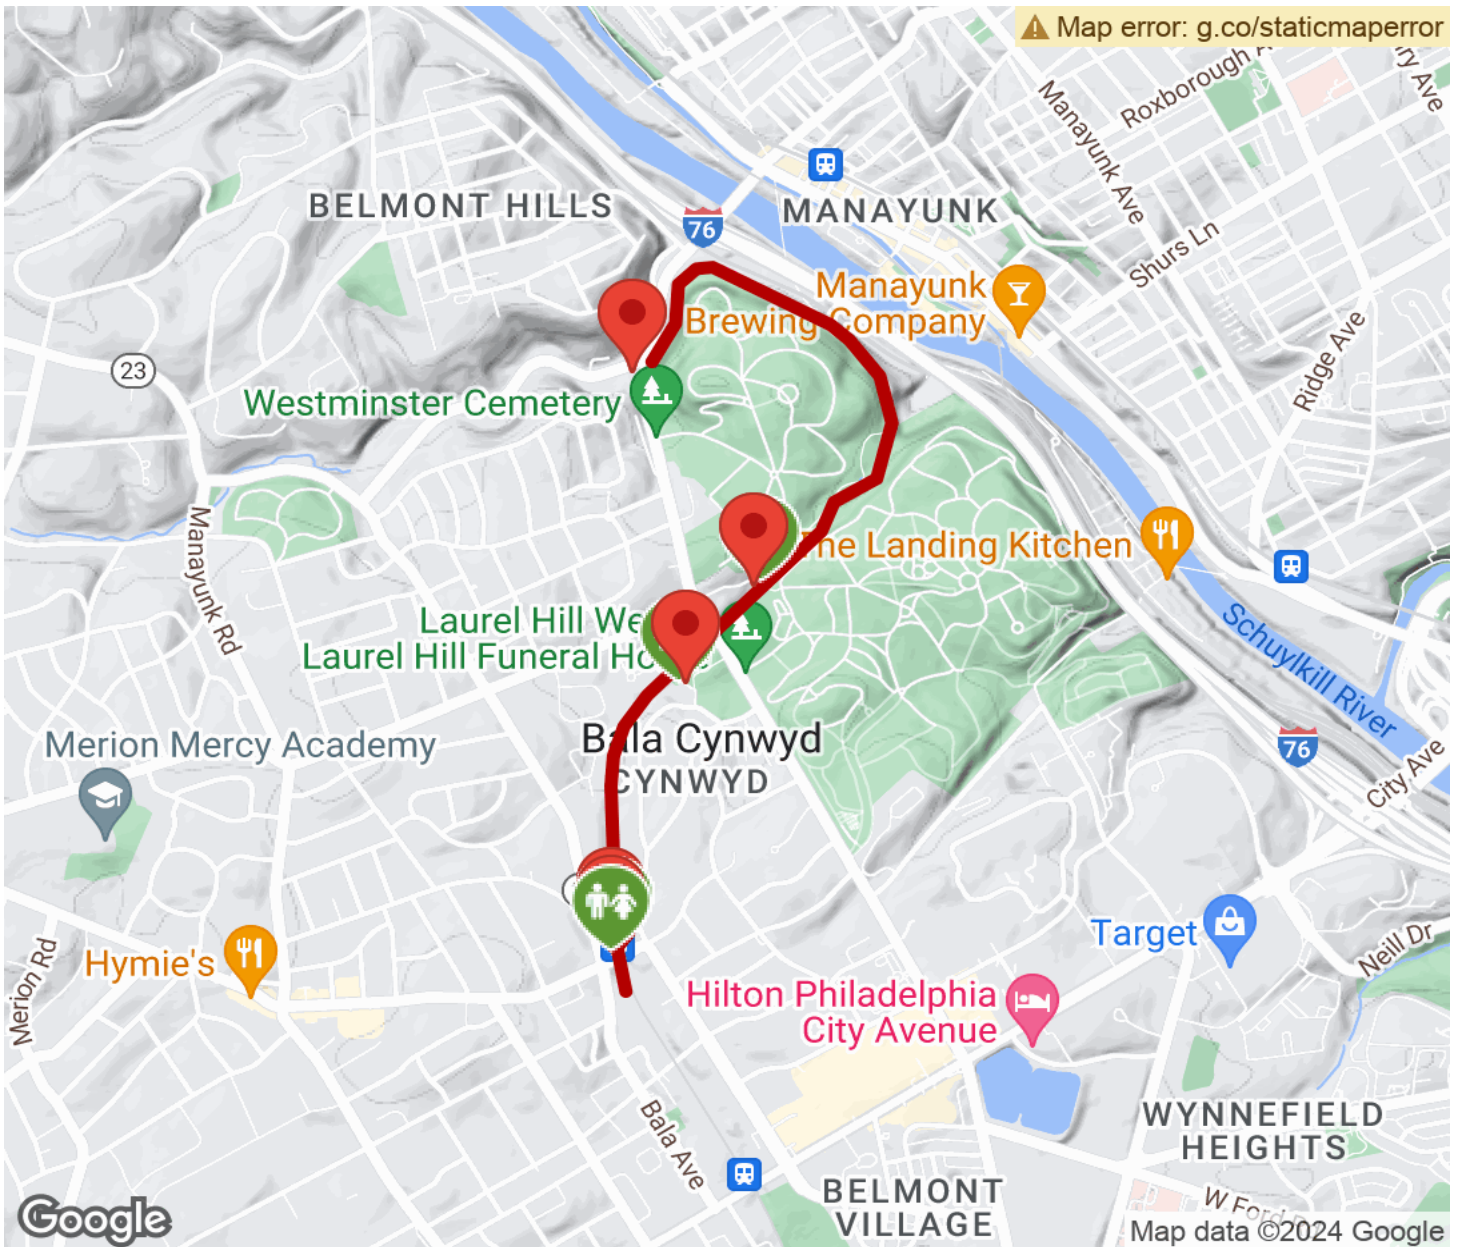 Map error: g.co/staticmaperror
Roxborough A
ry Ave
Manayunk Ave
BELMONT HILLS
MANAYUNK
76
Shurs Ln
Manayunk
Brewing Company
Ridge Ave
23
Westminster Cemetery
Manayunk Rd
The Landing Kitchen
Laurel Hill We
Laurel Hill Funeral Ho
Schuylkill River
Bala Cynwyd
CYNWYD
Merion Mercy Academy
76
City Ave
Target
Hymie's
Merion Rd
Neill Dr
Hilton Philadelphia
City Avenue
Bala Ave
WYNNEFIELD
HEIGHTS
BELMONT
VILLAGE
W Ford
Google
Map data ©2024 Google